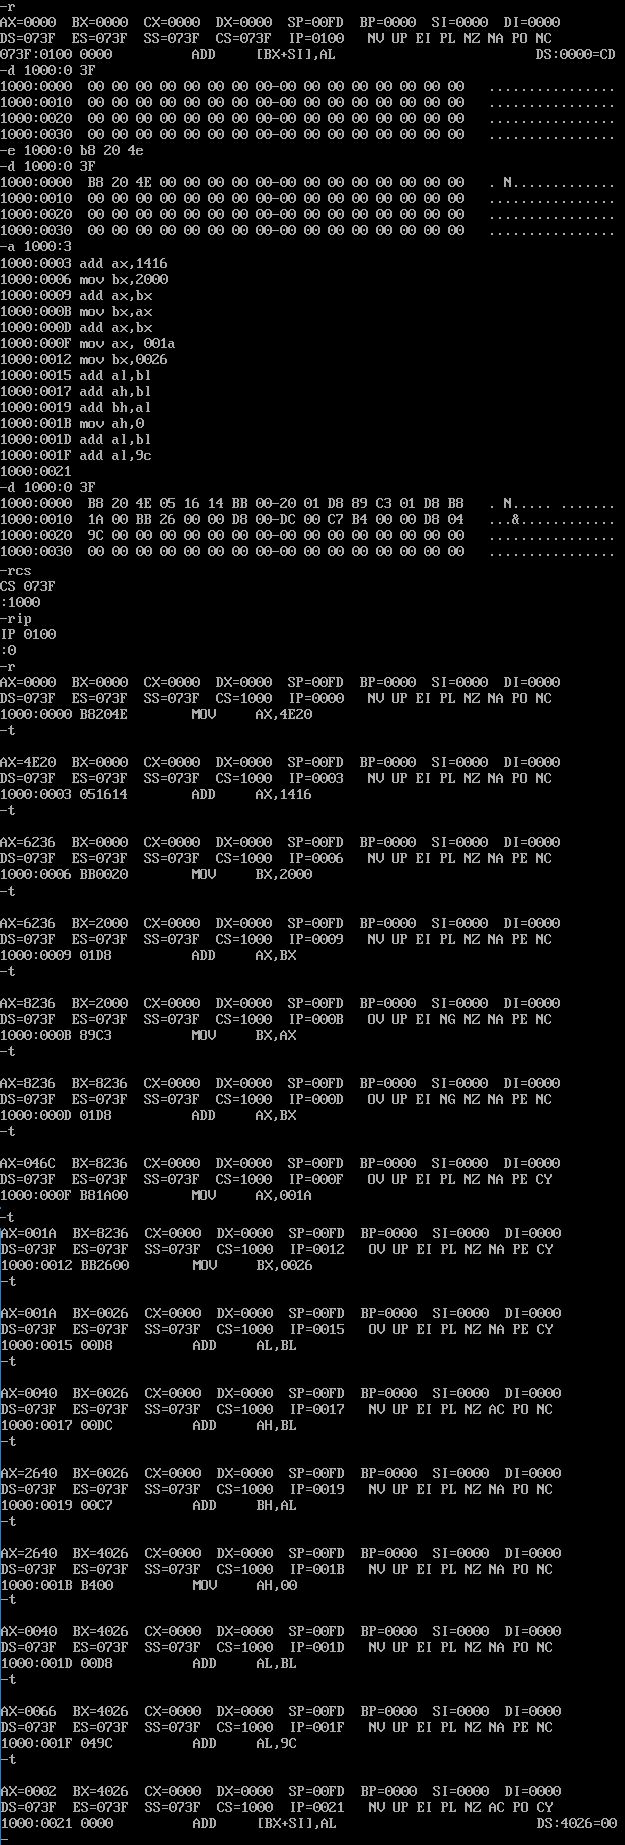 -r
AX=0000  BX=0000  CX=0000  DX=0000  SP=00FD  BP=0000  SI=0000  DI=0000
DS=073F  ES=073F  SS=073F  CS=073F  IP=0100   NV UP EI PL NZ NA PO NC
073F:0100 0000          ADD     [BX+SI],AL                         DS:0000=CD
-d 1000:0 3F
1000:0000  00 00 00 00 00 00 00 00-00 00 00 00 00 00 00 00   ................
1000:0010  00 00 00 00 00 00 00 00-00 00 00 00 00 00 00 00   ................
1000:0020  00 00 00 00 00 00 00 00-00 00 00 00 00 00 00 00   ................
1000:0030  00 00 00 00 00 00 00 00-00 00 00 00 00 00 00 00   ................
-e 1000:0 b8 20 4e
-d 1000:0 3F
1000:0000  B8 20 4E 00 00 00 00 00-00 00 00 00 00 00 00 00   . N.............
1000:0010  00 00 00 00 00 00 00 00-00 00 00 00 00 00 00 00   ................
1000:0020  00 00 00 00 00 00 00 00-00 00 00 00 00 00 00 00   ................
1000:0030  00 00 00 00 00 00 00 00-00 00 00 00 00 00 00 00   ................
-a 1000:3
1000:0003 add ax,1416
1000:0006 mov bx,2000
1000:0009 add ax,bx
1000:000B mov bx,ax
1000:000D add ax,bx
1000:000F mov ax, 001a
1000:0012 mov bx,0026
1000:0015 add al,bl
1000:0017 add ah,bl
1000:0019 add bh,al
1000:001B mov ah,0
1000:001D add al,bl
1000:001F add al,9c
1000:0021
-d 1000:0 3F
1000:0000  B8 20 4E 05 16 14 BB 00-20 01 D8 89 C3 01 D8 B8   . N..... .......
1000:0010  1A 00 BB 26 00 00 D8 00-DC 00 C7 B4 00 00 D8 04   ...&............
1000:0020  9C 00 00 00 00 00 00 00-00 00 00 00 00 00 00 00   ................
1000:0030  00 00 00 00 00 00 00 00-00 00 00 00 00 00 00 00   ................
-rcs
CS 073F
:1000
-rip
IP 0100
:0
-r
AX=0000  BX=0000  CX=0000  DX=0000  SP=00FD  BP=0000  SI=0000  DI=0000
DS=073F  ES=073F  SS=073F  CS=1000  IP=0000   NV UP EI PL NZ NA PO NC
1000:0000 B8204E        MOV     AX,4E20
-t
AX=4E20  BX=0000  CX=0000  DX=0000  SP=00FD  BP=0000  SI=0000  DI=0000
DS=073F  ES=073F  SS=073F  CS=1000  IP=0003   NV UP EI PL NZ NA PO NC
1000:0003 051614        ADD     AX,1416
-t
AX=6236  BX=0000  CX=0000  DX=0000  SP=00FD  BP=0000  SI=0000  DI=0000
DS=073F  ES=073F  SS=073F  CS=1000  IP=0006   NV UP EI PL NZ NA PE NC
1000:0006 BB0020        MOV     BX,2000
-t
AX=6236  BX=2000  CX=0000  DX=0000  SP=00FD  BP=0000  SI=0000  DI=0000
DS=073F  ES=073F  SS=073F  CS=1000  IP=0009   NV UP EI PL NZ NA PE NC
1000:0009 01D8          ADD     AX,BX
-t
AX=8236  BX=2000  CX=0000  DX=0000  SP=00FD  BP=0000  SI=0000  DI=0000
DS=073F  ES=073F  SS=073F  CS=1000  IP=000B   OV UP EI NG NZ NA PE NC
1000:000B 89C3          MOV     BX,AX
-t
AX=8236  BX=8236  CX=0000  DX=0000  SP=00FD  BP=0000  SI=0000  DI=0000
DS=073F  ES=073F  SS=073F  CS=1000  IP=000D   OV UP EI NG NZ NA PE NC
1000:000D 01D8          ADD     AX,BX
-t
AX=046C  BX=8236  CX=0000  DX=0000  SP=00FD  BP=0000  SI=0000  DI=0000
DS=073F  ES=073F  SS=073F  CS=1000  IP=000F   OV UP EI PL NZ NA PE CY
1000:000F B81A00        MOV     AX,001A
-t
AX=001A  BX=8236  CX=0000  DX=0000  SP=00FD  BP=0000  SI=0000  DI=0000
DS=073F  ES=073F  SS=073F  CS=1000  IP=0012   OV UP EI PL NZ NA PE CY
1000:0012 BB2600        MOV     BX,0026
-t
AX=001A  BX=0026  CX=0000  DX=0000  SP=00FD  BP=0000  SI=0000  DI=0000
DS=073F  ES=073F  SS=073F  CS=1000  IP=0015   OV UP EI PL NZ NA PE CY
1000:0015 00D8          ADD     AL,BL
-t
AX=0040  BX=0026  CX=0000  DX=0000  SP=00FD  BP=0000  SI=0000  DI=0000
DS=073F  ES=073F  SS=073F  CS=1000  IP=0017   NV UP EI PL NZ AC PO NC
1000:0017 00DC          ADD     AH,BL
-t
AX=2640  BX=0026  CX=0000  DX=0000  SP=00FD  BP=0000  SI=0000  DI=0000
DS=073F  ES=073F  SS=073F  CS=1000  IP=0019   NV UP EI PL NZ NA PO NC
1000:0019 00C7          ADD     BH,AL
-t
AX=2640  BX=4026  CX=0000  DX=0000  SP=00FD  BP=0000  SI=0000  DI=0000
DS=073F  ES=073F  SS=073F  CS=1000  IP=001B   NV UP EI PL NZ NA PO NC
1000:001B B400          MOV     AH,00
-t
AX=0040  BX=4026  CX=0000  DX=0000  SP=00FD  BP=0000  SI=0000  DI=0000
DS=073F  ES=073F  SS=073F  CS=1000  IP=001D   NV UP EI PL NZ NA PO NC
1000:001D 00D8          ADD     AL,BL
-t
AX=0066  BX=4026  CX=0000  DX=0000  SP=00FD  BP=0000  SI=0000  DI=0000
DS=073F  ES=073F  SS=073F  CS=1000  IP=001F   NV UP EI PL NZ NA PE NC
1000:001F 049C          ADD     AL,9C
-t
AX=0002  BX=4026  CX=0000  DX=0000  SP=00FD  BP=0000  SI=0000  DI=0000
DS=073F  ES=073F  SS=073F  CS=1000  IP=0021   NV UP EI PL NZ AC PO CY
1000:0021 0000          ADD     [BX+SI],AL                         DS:4026=00
-